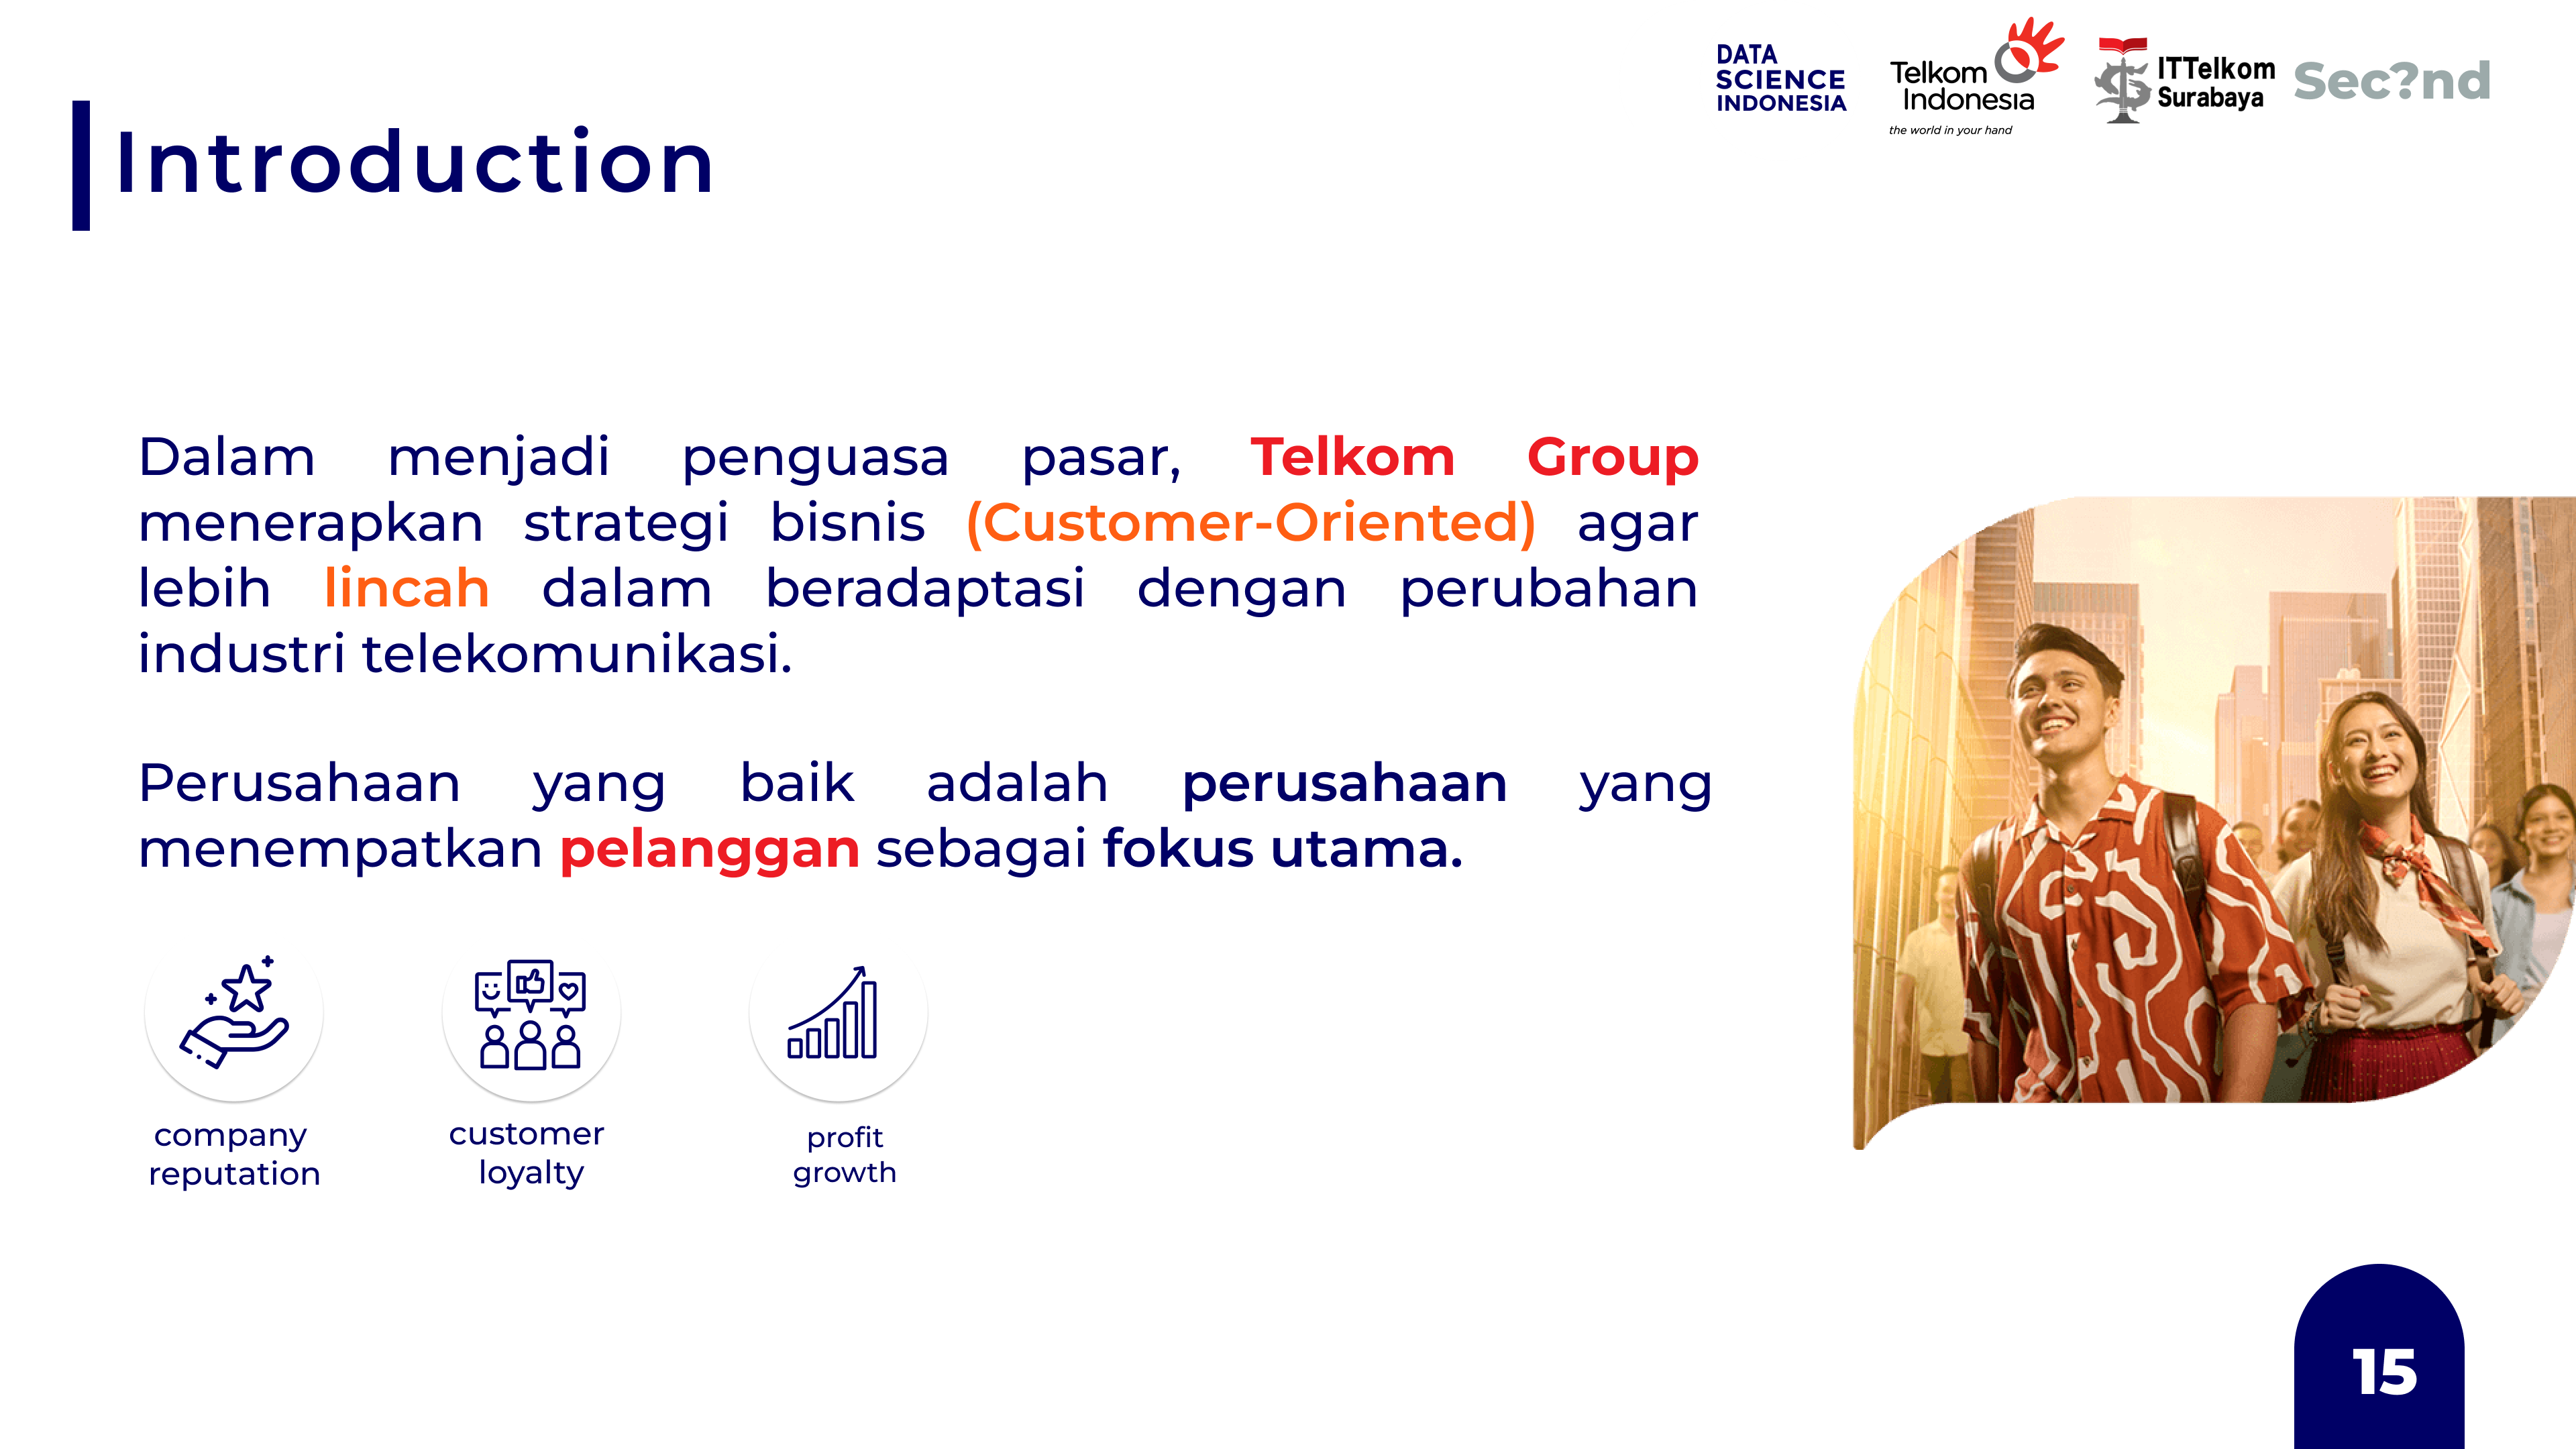 DATA
SCIENCE
INDONESIA
Telkom
Indonesia
the world in your hand
ITTelkom
Surabaya
Sec?nd
Introduction
Dalam menjadi penguasa pasar, Telkom Group
menerapkan strategi bisnis (Customer-Oriented) agar
lebih lincah dalam beradaptasi dengan perubahan
industri telekomunikasi.
Perusahaan yang baik adalah perusahaan yang
menempatkan pelanggan sebagai fokus utama.
company
reputation
customer
loyalty
profit
growth
15